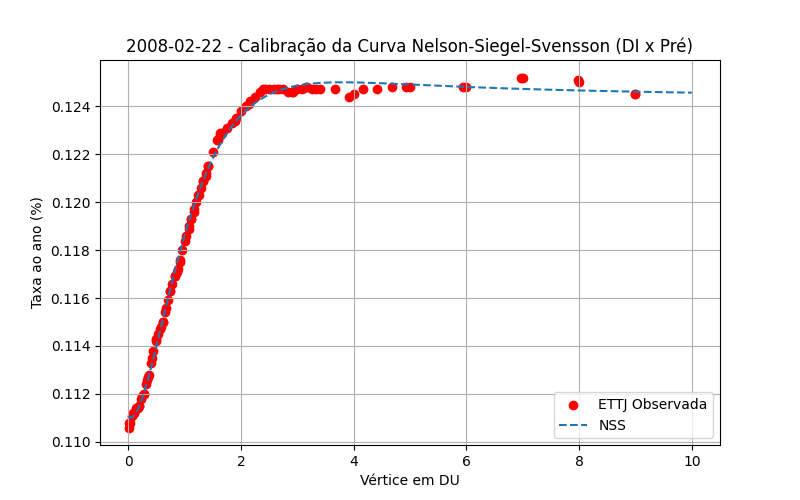 2008-02-22 - Calibração da Curva Nelson-Siegel-Svensson (DI x Pré)
Taxa ao ano (%)
0.124
0.122
0.120
0.118
0.116
0.114
0.112
0.110
ETTJ Observada
NSS
0 2 4 6 8 10
Vértice em DU